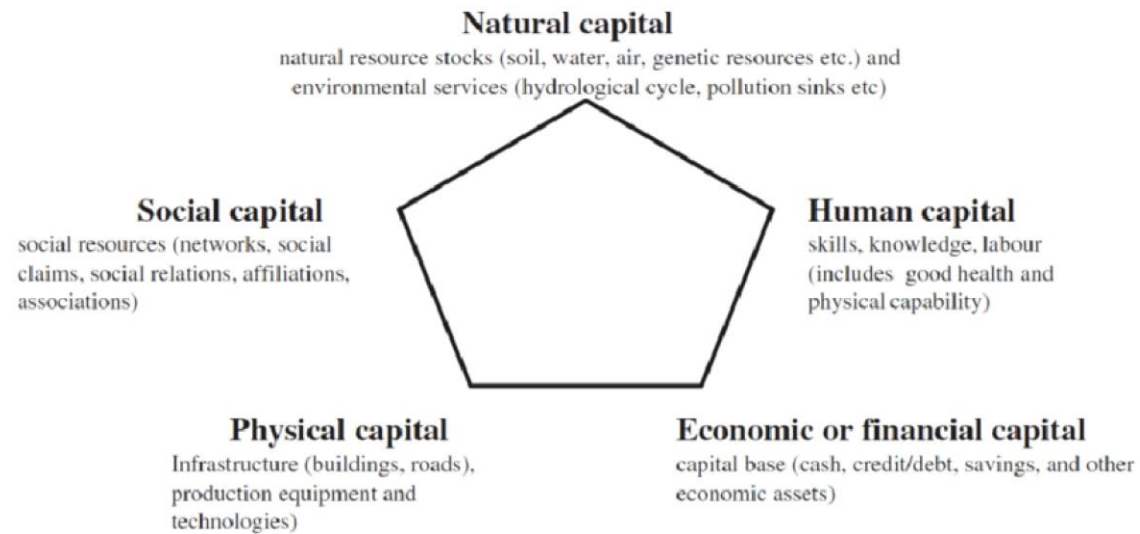 Natural capital
natural resource stocks (soil, water, air, genetic resources etc.) and
environmental services (hydrological cycle, pollution sinks etc)
Social capital
social resources (networks, social
claims, social relations, affiliations,
associations)
Human capital
skills, knowledge, labour
(includes good health and
physical capability)
Physical capital
Infrastructure (buildings, roads),
production equipment and
technologies)
Economic or financial capital
capital base (cash, credit/debt, savings, and other
economic assets)